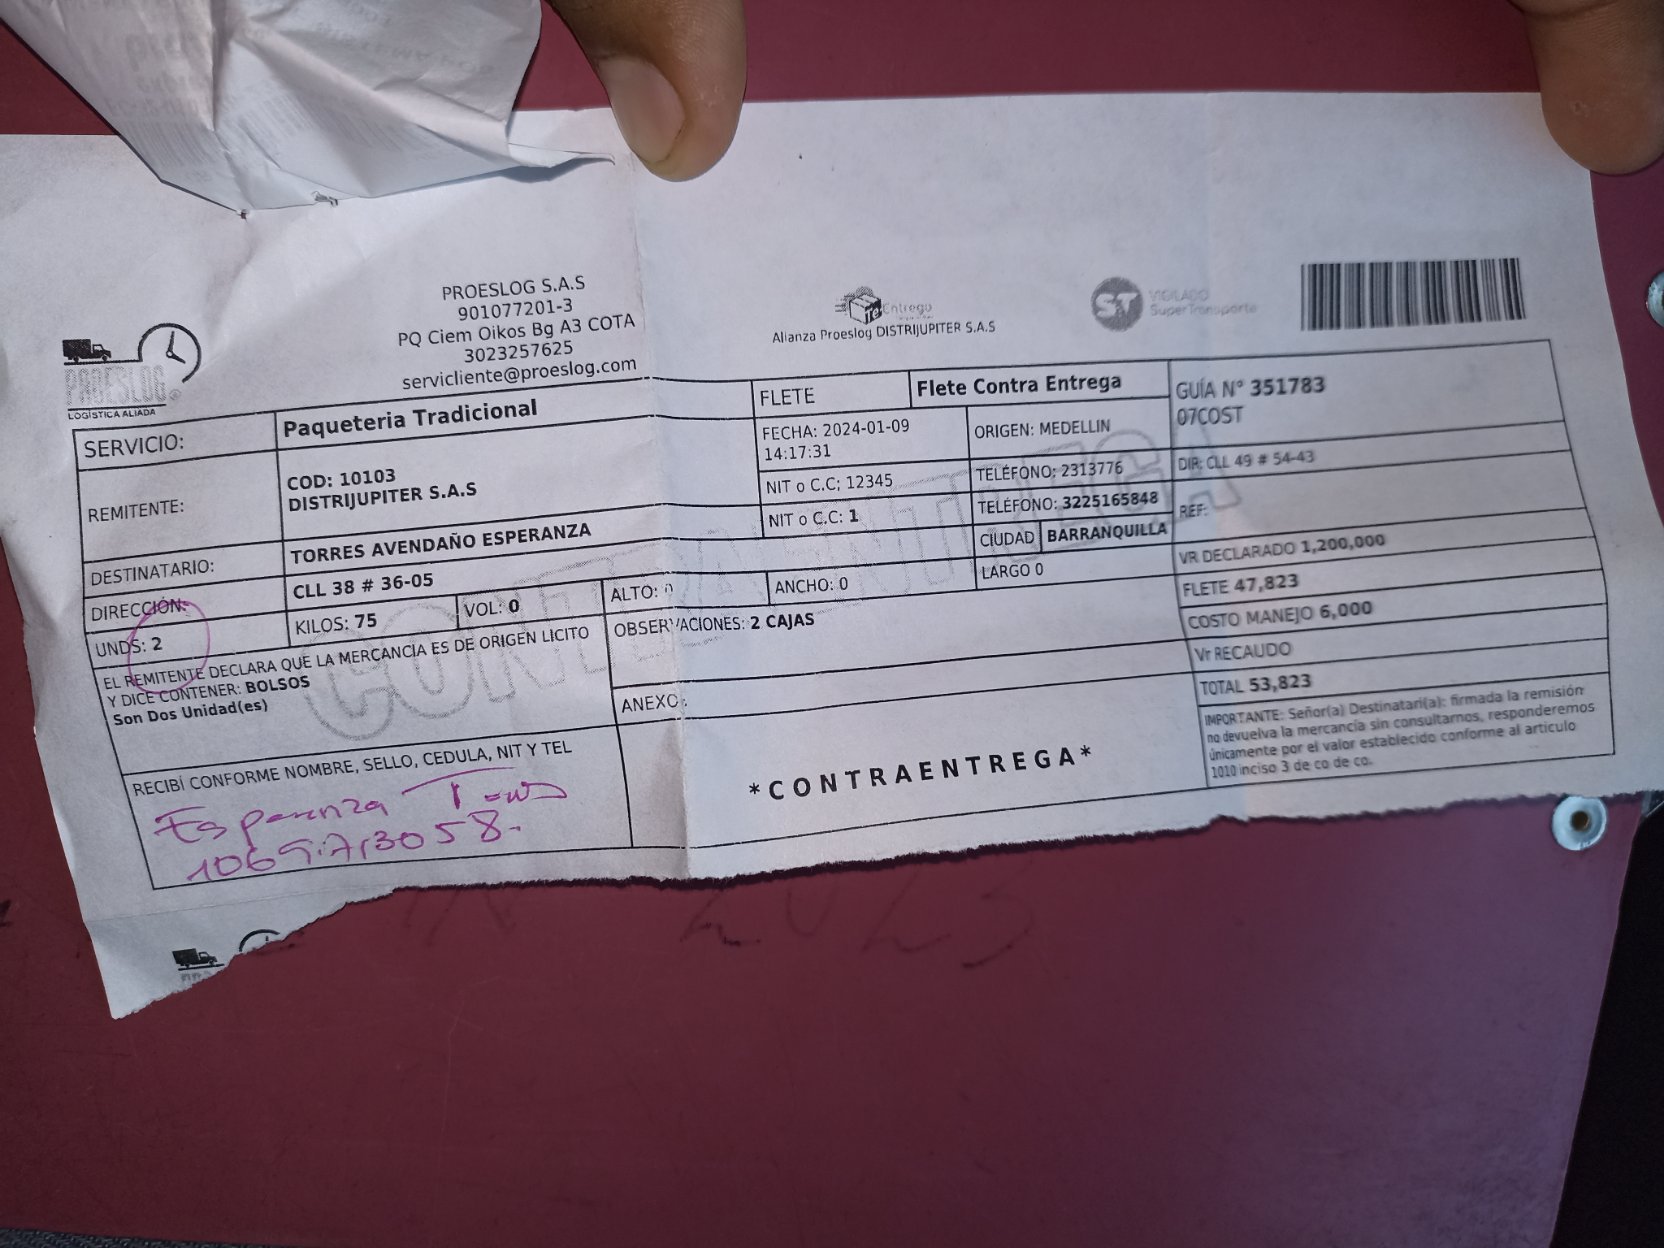 PROESLOG S.A.S
901077201-3
PQ Ciem Oikos Bg A3 COTA
3023257625
servicliente@proeslog.com
PROESLOG
LOGÍSTICA ALIADA
Te Entrego
Alianza Proeslog DISTRIJUPITER S.A.S
ST VIGILADO
SuperTransporte
SERVICIO: Paqueteria Tradicional
FLETE Flete Contra Entrega
GUÍA N° 351783
07COST
REMITENTE: COD: 10103
DISTRIJUPITER S.A.S
FECHA: 2024-01-09
14:17:31
ORIGEN: MEDELLIN
NIT o C.C: 12345
TELÉFONO: 2313776
DIR: CLL 49 # 54-43
DESTINATARIO: TORRES AVENDAÑO ESPERANZA
NIT o C.C: 1
TELÉFONO: 3225165848
REF:
DIRECCIÓN: CLL 38 # 36-05
CIUDAD BARRANQUILLA
VR DECLARADO 1,200,000
UNDS: 2
KILOS: 75
VOL: 0
ALTO: 0
ANCHO: 0
LARGO 0
FLETE 47,823
COSTO MANEJO 6,000
Vr RECAUDO
TOTAL 53,823
EL REMITENTE DECLARA QUE LA MERCANCÍA ES DE ORIGEN LICITO
Y DICE CONTENER: BOLSOS
Son Dos Unidad(es)
OBSERVACIONES: 2 CAJAS
ANEXO:
IMPORTANTE: Señor(a) Destinatari(a): firmada la remisión
no devuelva la mercancía sin consultarnos, responderemos
únicamente por el valor establecido conforme al articulo
1010 inciso 3 de co de co.
CONTRAENTREGA
RECIBÍ CONFORME NOMBRE, SELLO, CEDULA, NIT Y TEL
Esperanza
*CONTRAENTREGA*
2023